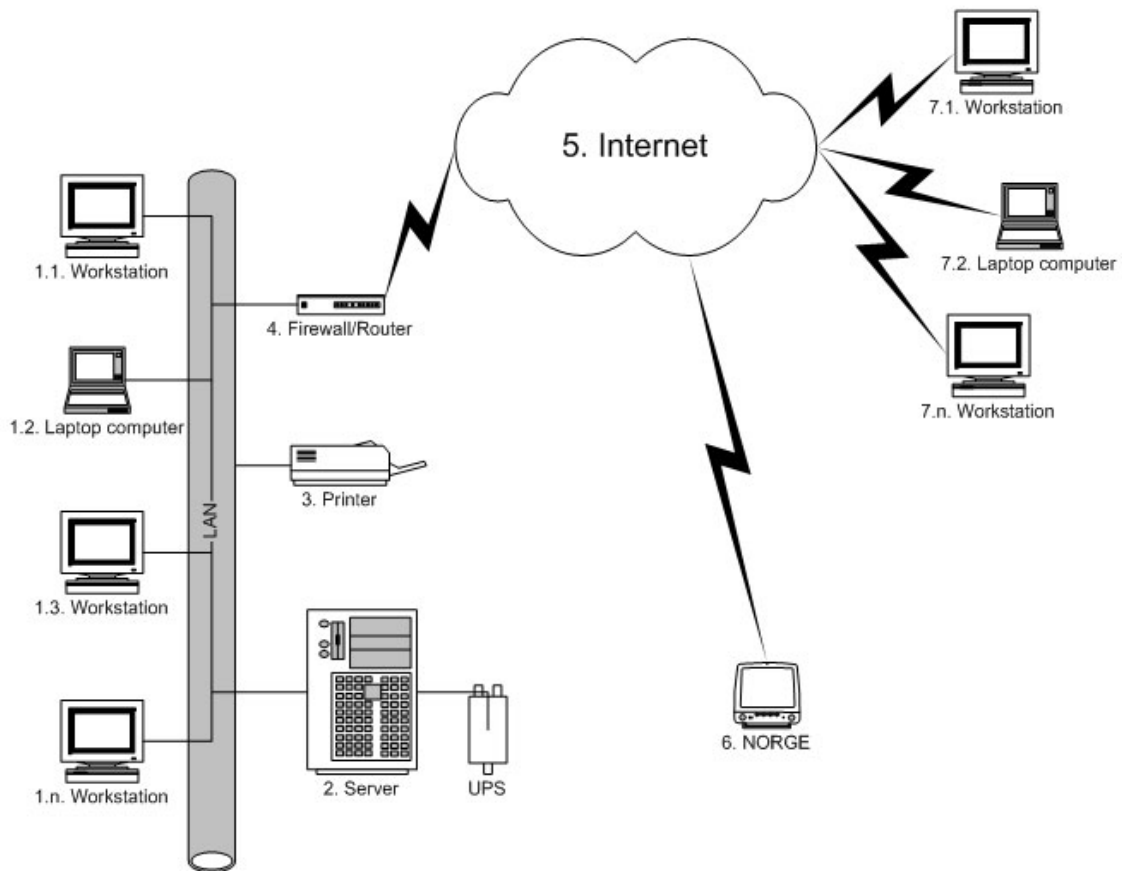 5. Internet
7.1. Workstation
1.1. Workstation
7.2. Laptop computer
4. Firewall/Router
7.n. Workstation
1.2. Laptop computer
3. Printer
LAN
1.3. Workstation
6. NORGE
1.n. Workstation
2. Server
UPS